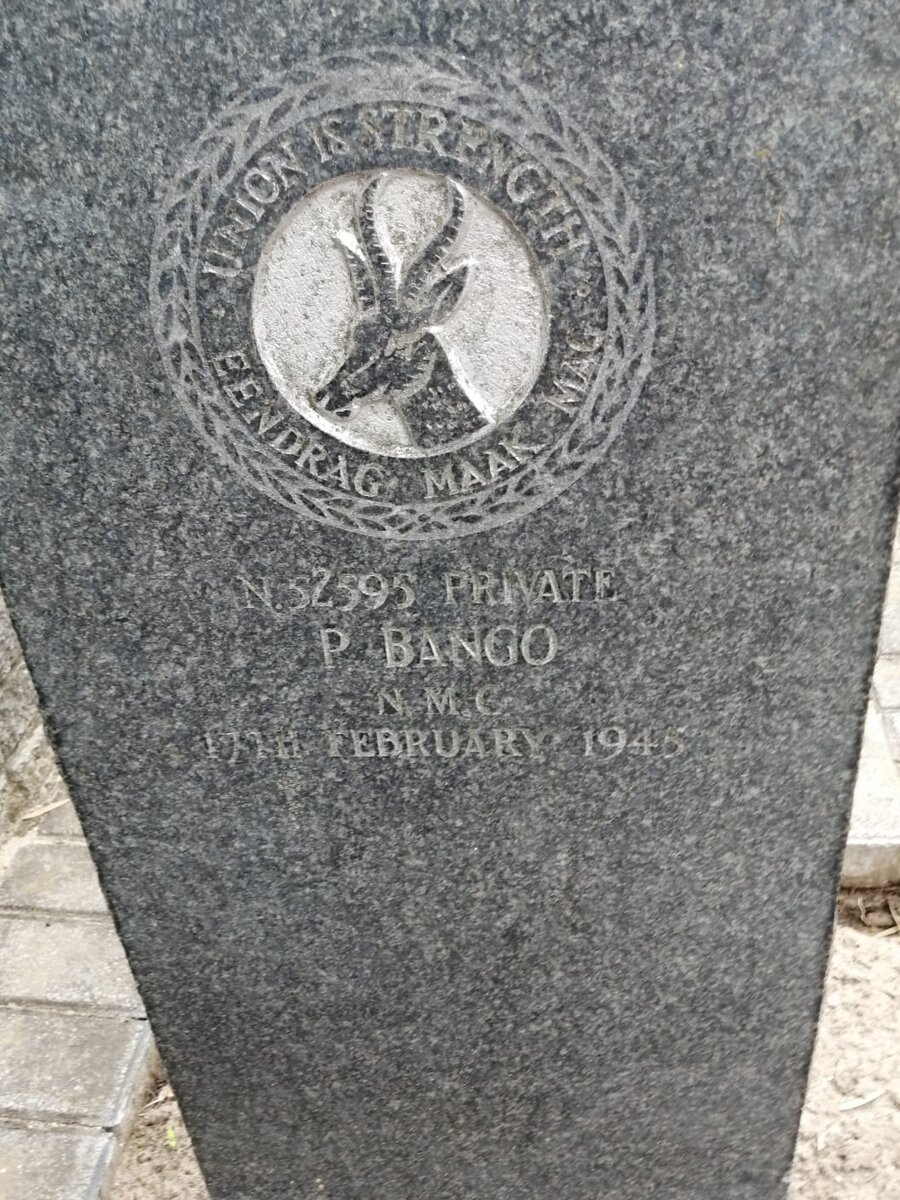 UNION IS STRENGTH
EENDRAG MAAK MAG
N.52595 PRIVATE
P. BANGO
N.M.C.
17TH FEBRUARY 1945